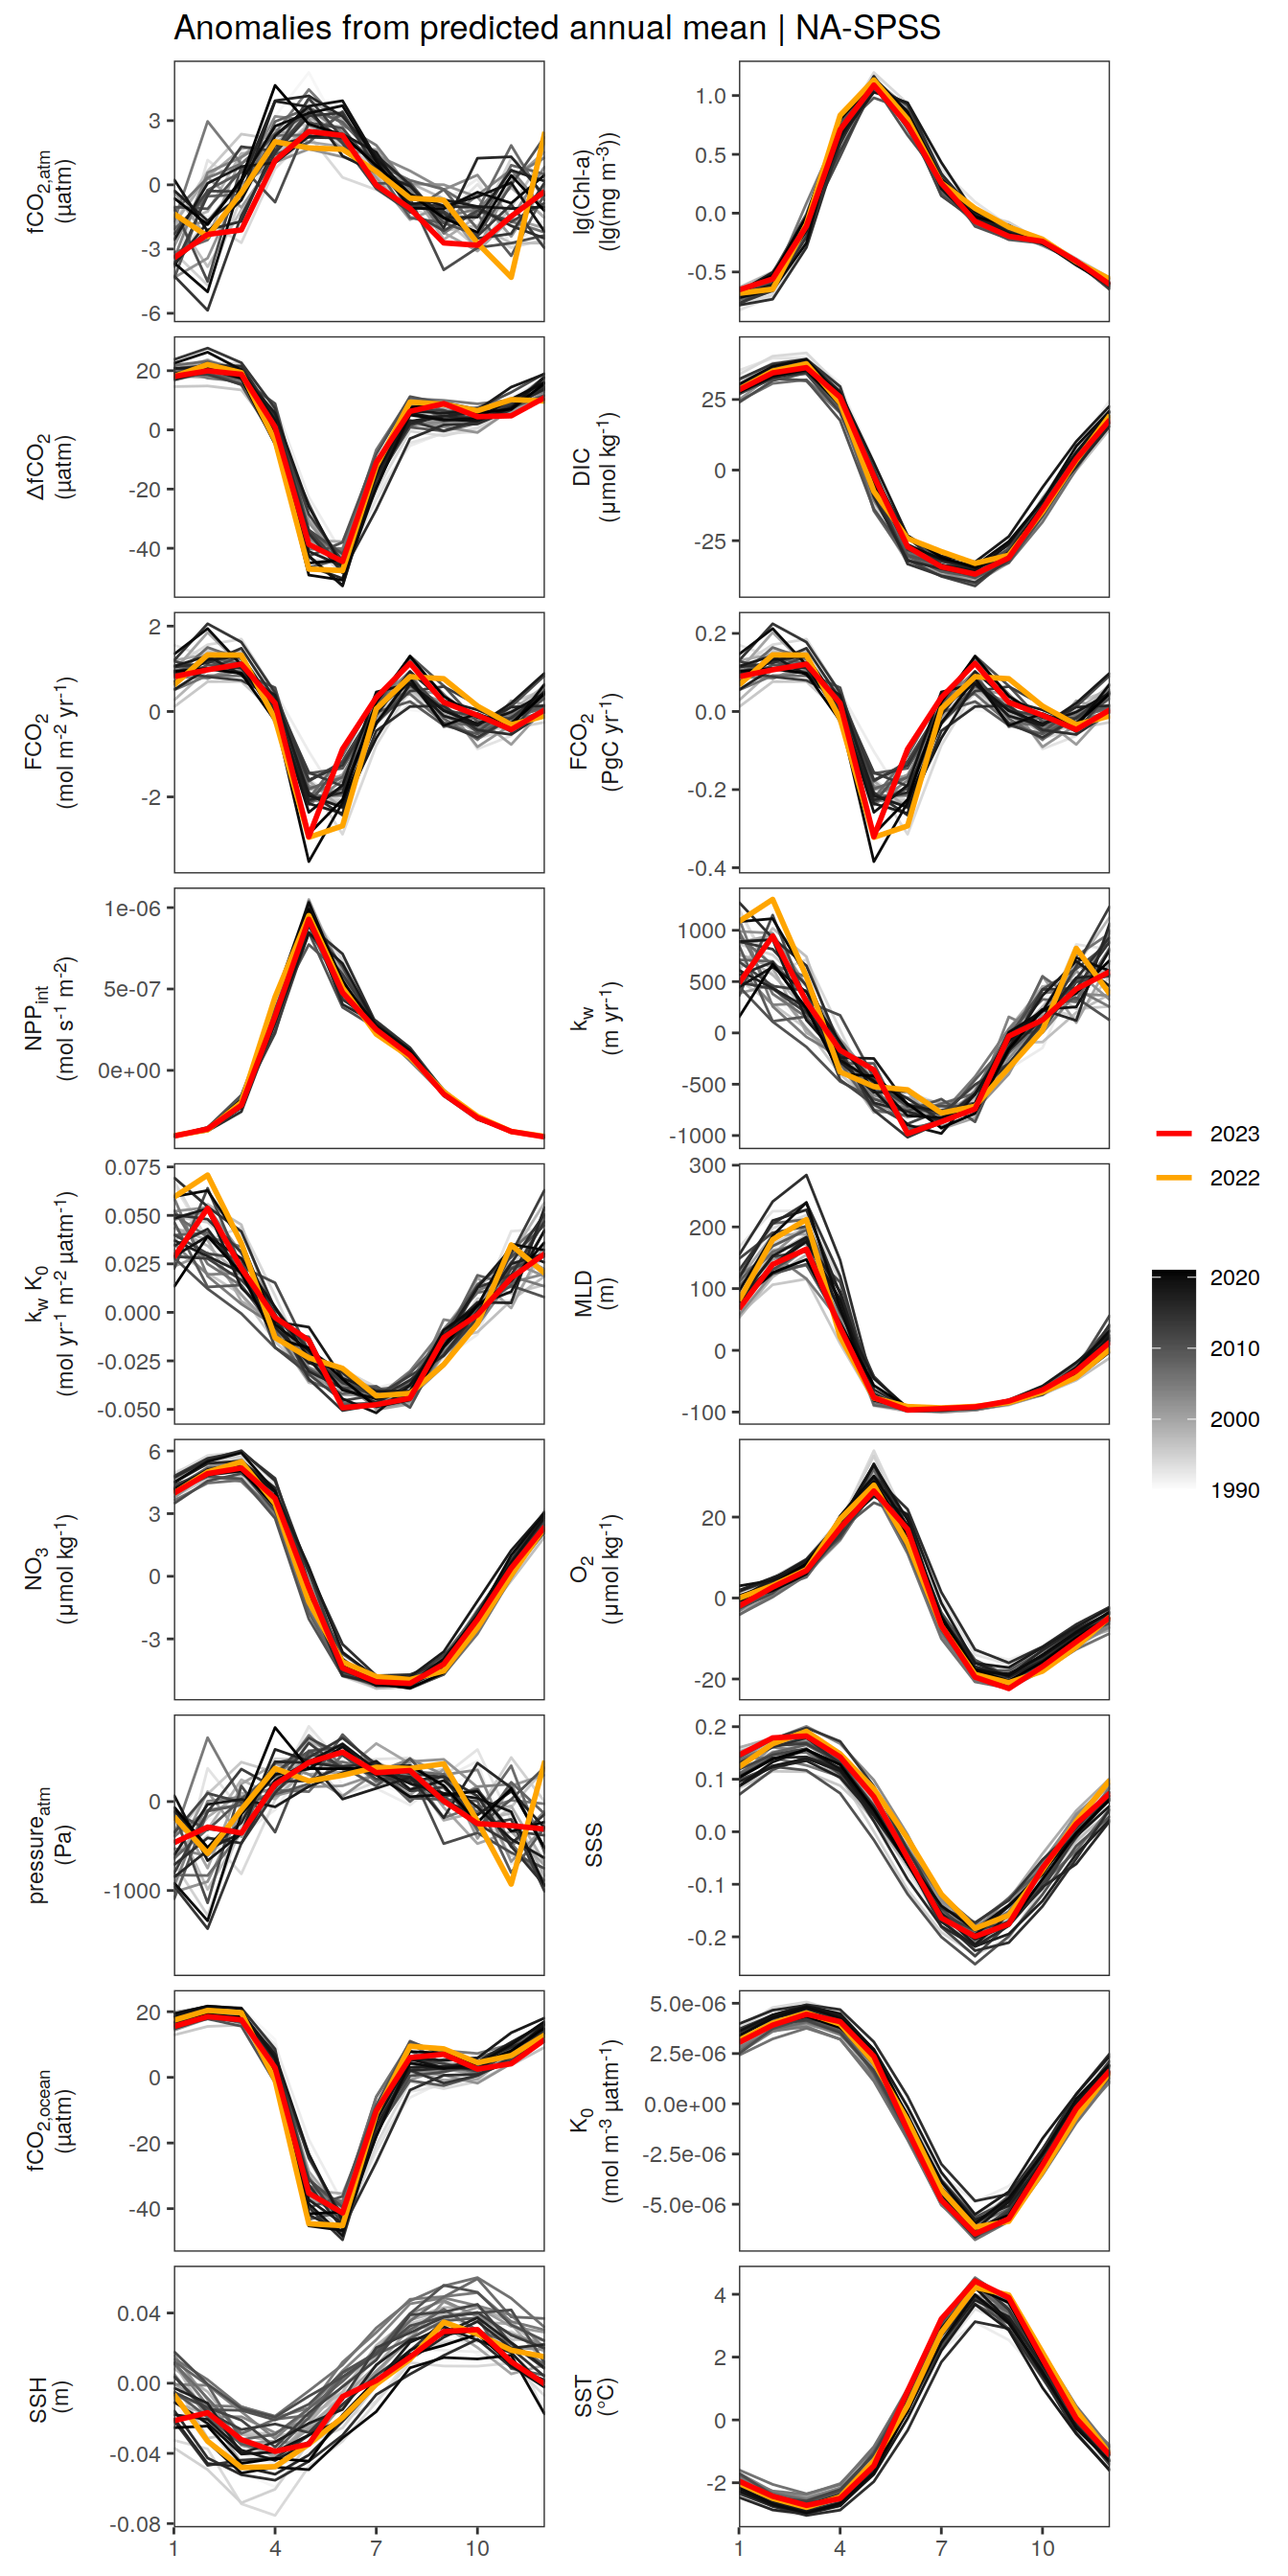 Anomalies from predicted annual mean | NA-SPSS
fCO2,atm
(µatm)
3
0
-3
-6
lg(Chl-a)
(lg(mg m-3))
1.0
0.5
0.0
-0.5
ΔfCO2
(µatm)
20
0
-20
-40
DIC
(µmol kg-1)
25
0
-25
FCO2
(mol m-2 yr-1)
2
0
-2
FCO2
(PgC yr-1)
0.2
0.0
-0.2
-0.4
NPPint
(mol s-1 m-2)
1e-06
5e-07
0e+00
kw
(m yr-1)
1000
500
0
-500
-1000
kw K0
(mol yr-1 m-2 µatm-1)
0.075
0.050
0.025
0.000
-0.025
-0.050
MLD
(m)
300
200
100
0
-100
NO3
(µmol kg-1)
6
3
0
-3
O2
(µmol kg-1)
20
0
-20
pressureatm
(Pa)
0
-1000
SSS
0.2
0.1
0.0
-0.1
-0.2
fCO2,ocean
(µatm)
20
0
-20
-40
K0
(mol m-3 µatm-1)
5.0e-06
2.5e-06
0.0e+00
-2.5e-06
-5.0e-06
SSH
(m)
0.04
0.00
-0.04
-0.08
SST
(°C)
4
2
0
-2
1 4 7 10
1 4 7 10
2023
2022
2020
2010
2000
1990